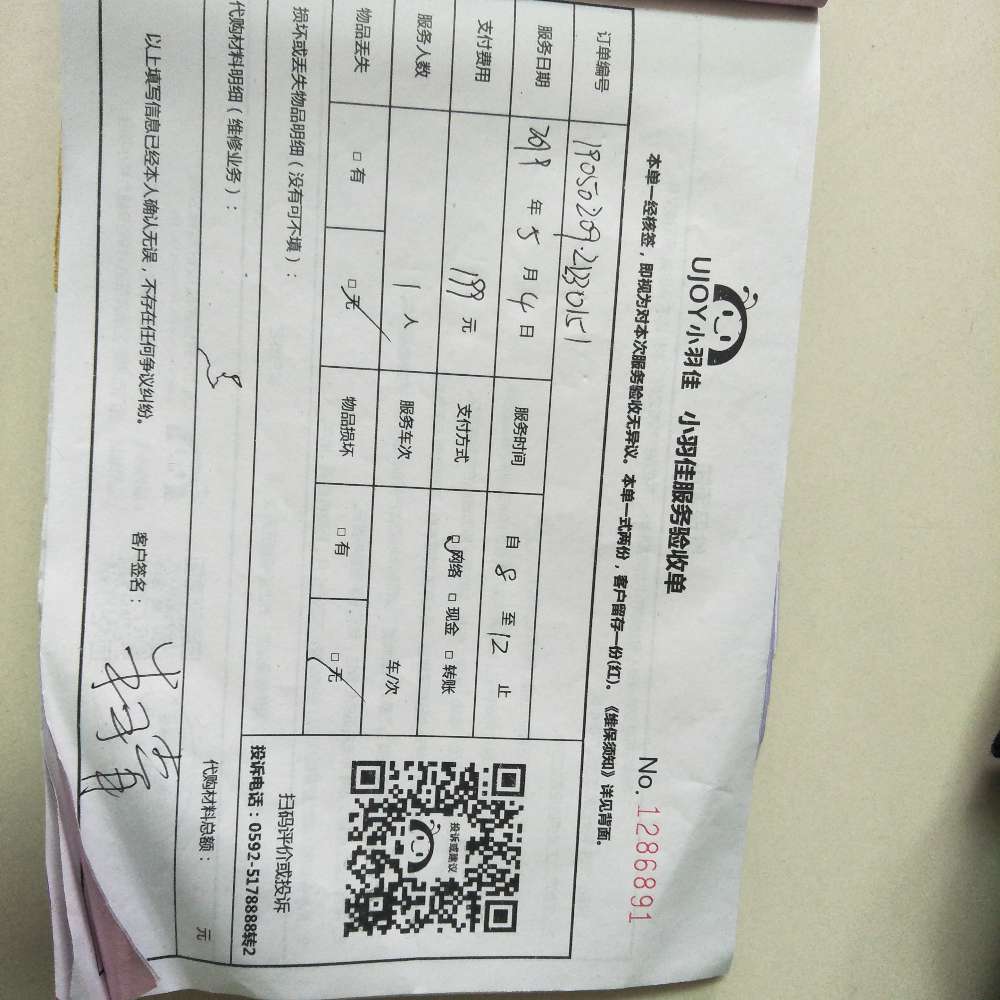 UJOY小羽佳 小羽佳服务验收单
No. 1286891
本单一经核签，即视为对本次服务验收无异议。本单一式两份，客户留存一份(红)。《维保须知》详见背面。
订单编号 1905020921330151
服务日期 2019 年 5 月 4 日 服务时间 自 8 至 12 止
支付费用 199 元 支付方式 □网络 □现金 □转账
服务人数 1 人 服务车次 车/次
物品丢失 □有 □无 物品损坏 □有 □无
损坏或丢失物品明细（没有可不填）：
投诉或建议
扫码评价或投诉
投诉电话：0592-5178888转2
代购材料明细（维修业务）： 代购材料总额： 元
以上填写信息已经本人确认无误，不存在任何争议纠纷。 客户签名：